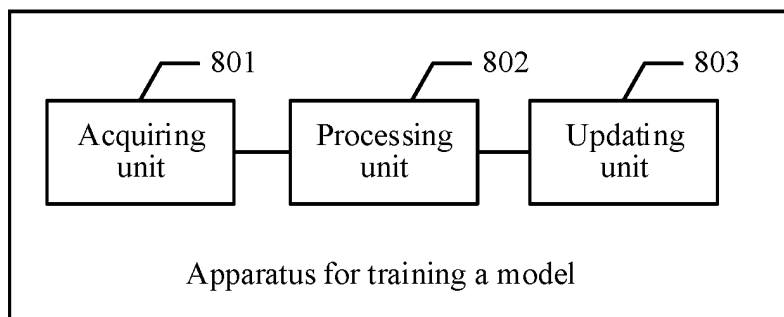 801 802 803
Acquiring unit
Processing unit
Updating unit
Apparatus for training a model